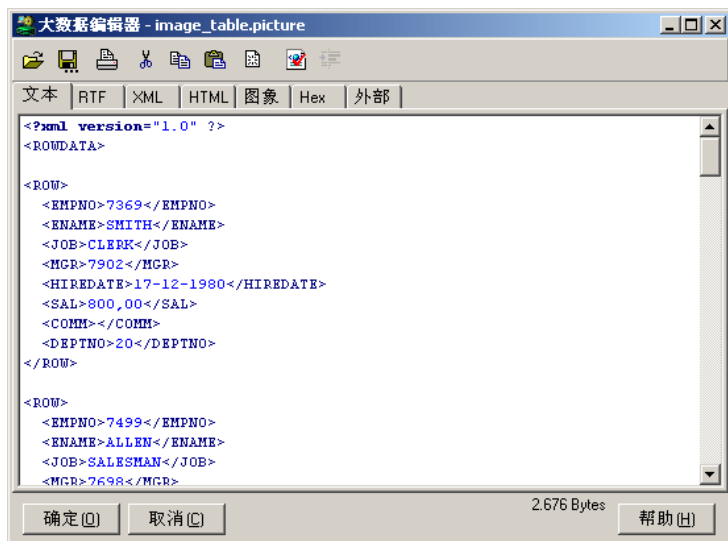 大数据编辑器 - image_table.picture
文本 RTF XML HTML 图象 Hex 外部
<?xml version="1.0" ?>
<ROWDATA>
<ROW>
<EMPNO>7369</EMPNO>
<ENAME>SMITH</ENAME>
<JOB>CLERK</JOB>
<MGR>7902</MGR>
<HIREDATE>17-12-1980</HIREDATE>
<SAL>800,00</SAL>
<COMM></COMM>
<DEPTNO>20</DEPTNO>
</ROW>
<ROW>
<EMPNO>7499</EMPNO>
<ENAME>ALLEN</ENAME>
<JOB>SALESMAN</JOB>
<MGR>7698</MGR>
确定(O) 取消(C) 2.676 Bytes 帮助(H)